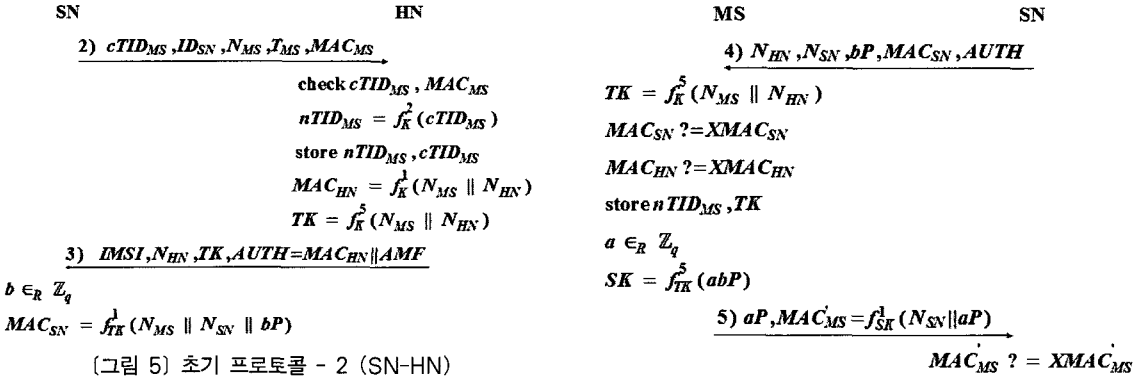 SN HN
2) cTID_MS ,ID_SN ,N_MS ,T_MS ,MAC_MS
check cTID_MS , MAC_MS
nTID_MS = f_K^2 (cTID_MS )
store nTID_MS ,cTID_MS
MAC_HN = f_K^1 (N_MS || N_HN )
TK = f_K^5 (N_MS || N_HN )
3) IMSI,N_HN ,TK,AUTH=MAC_HN||AMF
b ∈_R ℤ_q
MAC_SN = f_TK^1 (N_MS || N_SN || bP)
(그림 5) 초기 프로토콜 - 2 (SN-HN)
MS SN
4) N_HN ,N_SN ,bP,MAC_SN ,AUTH
TK = f_K^5 (N_MS || N_HN )
MAC_SN ?=XMAC_SN
MAC_HN ?=XMAC_HN
store nTID_MS ,TK
a ∈_R ℤ_q
SK = f_TK^5 (abP)
5) aP,MAC'_MS=f_SK^1 (N_SN||aP)
MAC'_MS ? = XMAC'_MS